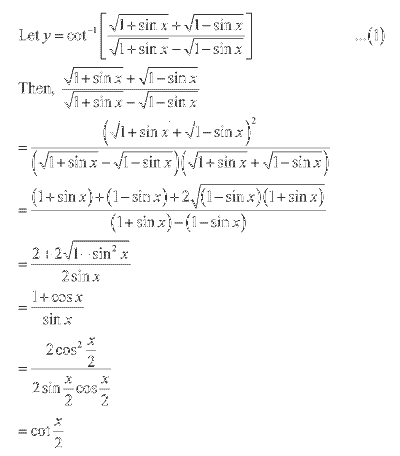 Let y = cot⁻¹[(√(1+sin x) + √(1−sin x)) / (√(1+sin x) − √(1−sin x))] ...(1)
Then, (√(1+sin x) + √(1−sin x)) / (√(1+sin x) − √(1−sin x))
= (√(1+sin x) + √(1−sin x))² / ((√(1+sin x) − √(1−sin x))(√(1+sin x) + √(1−sin x)))
= ((1+sin x)+(1−sin x)+2√((1−sin x)(1+sin x))) / ((1+sin x)−(1−sin x))
= (2+2√(1−sin² x)) / (2 sin x)
= (1+cos x) / (sin x)
= (2cos² x/2) / (2 sin x/2 cos x/2)
= cot x/2